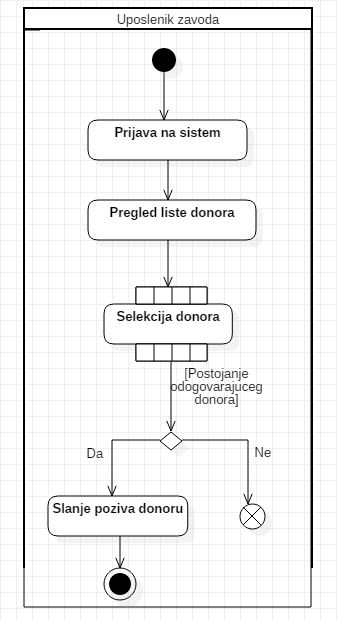 Uposlenik zavoda
Prijava na sistem
Pregled liste donora
Selekcija donora
[Postojanje
odogovarajuceg
donora]
Da
Ne
Slanje poziva donoru